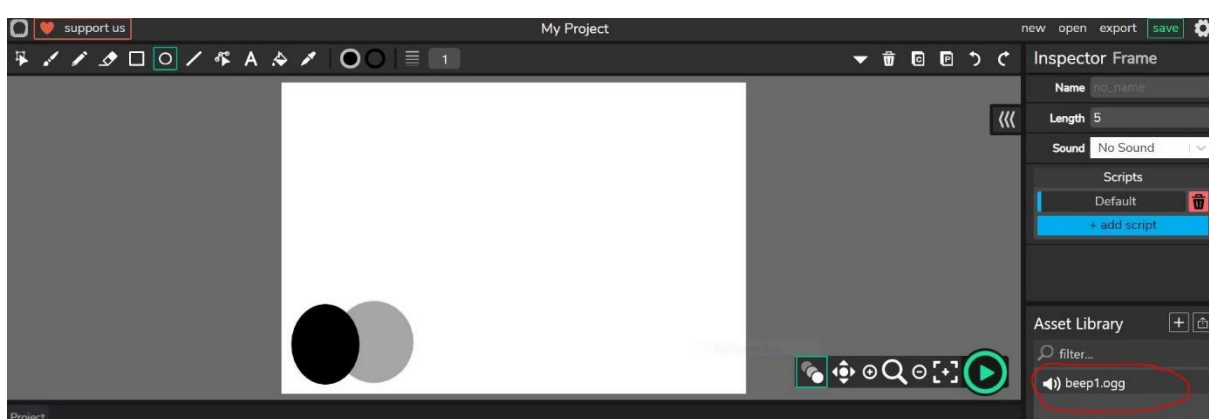 support us My Project new open export save
A 1 C P Inspector Frame
Name no_name
Length 5
Sound No Sound
Scripts
Default
+ add script
Asset Library
filter...
beep1.ogg
Project